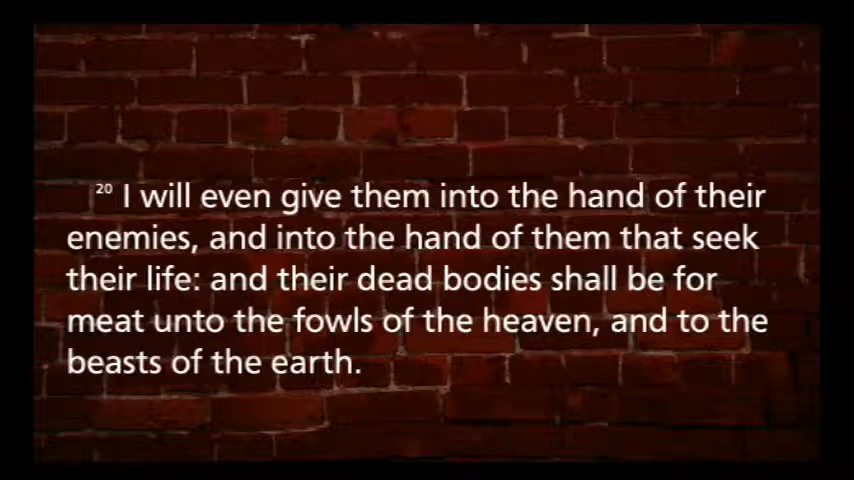 20 I will even give them into the hand of their
enemies, and into the hand of them that seek
their life: and their dead bodies shall be for
meat unto the fowls of the heaven, and to the
beasts of the earth.